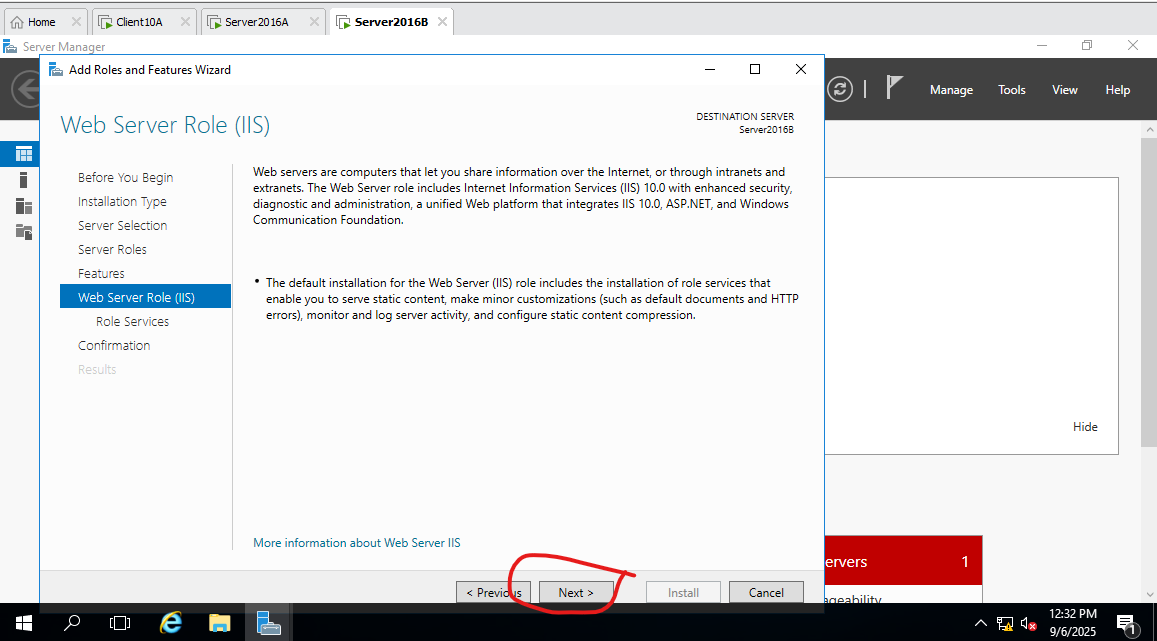 Home
Client10A
Server2016A
Server2016B
Server Manager
Add Roles and Features Wizard
Manage
Tools
View
Help
Web Server Role (IIS)
DESTINATION SERVER
Server2016B
Before You Begin
Installation Type
Server Selection
Server Roles
Features
Web Server Role (IIS)
Role Services
Confirmation
Results
Web servers are computers that let you share information over the Internet, or through intranets and
extranets. The Web Server role includes Internet Information Services (IIS) 10.0 with enhanced security,
diagnostic and administration, a unified Web platform that integrates IIS 10.0, ASP.NET, and Windows
Communication Foundation.
• The default installation for the Web Server (IIS) role includes the installation of role services that
enable you to serve static content, make minor customizations (such as default documents and HTTP
errors), monitor and log server activity, and configure static content compression.
More information about Web Server IIS
Hide
ervers
1
ageability
< Previous
Next >
Install
Cancel
12:32 PM
9/6/2025
1